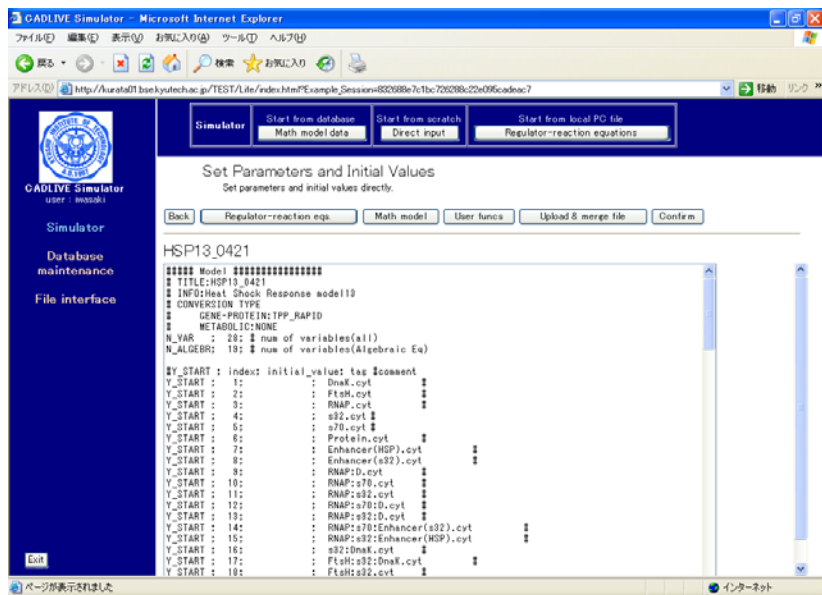 CADLIVE Simulator - Microsoft Internet Explorer
ファイル(F) 編集(E) 表示(V) お気に入り(A) ツール(T) ヘルプ(H)
戻る 検索 お気に入り
アドレス(D) http://kurata01.bse.kyutech.ac.jp/TEST/Life/index.html?Example_Session=832688e7c1bc726288c22e095cadeac7 移動 リンク »
Simulator
Start from database
Math model data
Start from scratch
Direct input
Start from local PC file
Regulator-reaction equations
CADLIVE Simulator
user : iwasaki
Simulator
Database
maintenance
File interface
Exit
Set Parameters and Initial Values
Set parameters and initial values directly.
Back Regulator-reaction eqs. Math model User funcs Upload & merge file Confirm
HSP13_0421
##### Model ################
# TITLE:HSP13_0421
# INFO:Heat Shock Response model13
# CONVERSION TYPE
# GENE-PROTEIN:TPP_RAPID
# METABOLIC:NONE
N_VAR : 28; # num of variables(all)
N_ALGEBR: 19; # num of variables(Algebraic Eq)
#Y_START : index: initial_value: tag #comment
Y_START : 1: ; DnaK.cyt #
Y_START : 2: ; FtsH.cyt #
Y_START : 3: ; RNAP.cyt #
Y_START : 4: ; s32.cyt #
Y_START : 5: ; s70.cyt #
Y_START : 6: ; Protein.cyt #
Y_START : 7: ; Enhancer(HSP).cyt #
Y_START : 8: ; Enhancer(s32).cyt #
Y_START : 9: ; RNAP:D.cyt #
Y_START : 10: ; RNAP:s70.cyt #
Y_START : 11: ; RNAP:s32.cyt #
Y_START : 12: ; RNAP:s70:D.cyt #
Y_START : 13: ; RNAP:s32:D.cyt #
Y_START : 14: ; RNAP:s70:Enhancer(s32).cyt #
Y_START : 15: ; RNAP:s32:Enhancer(HSP).cyt #
Y_START : 16: ; s32:DnaK.cyt #
Y_START : 17: ; FtsH:s32:DnaK.cyt #
Y_START : 18: ; FtsH:s32.cyt #
ページが表示されました インターネット